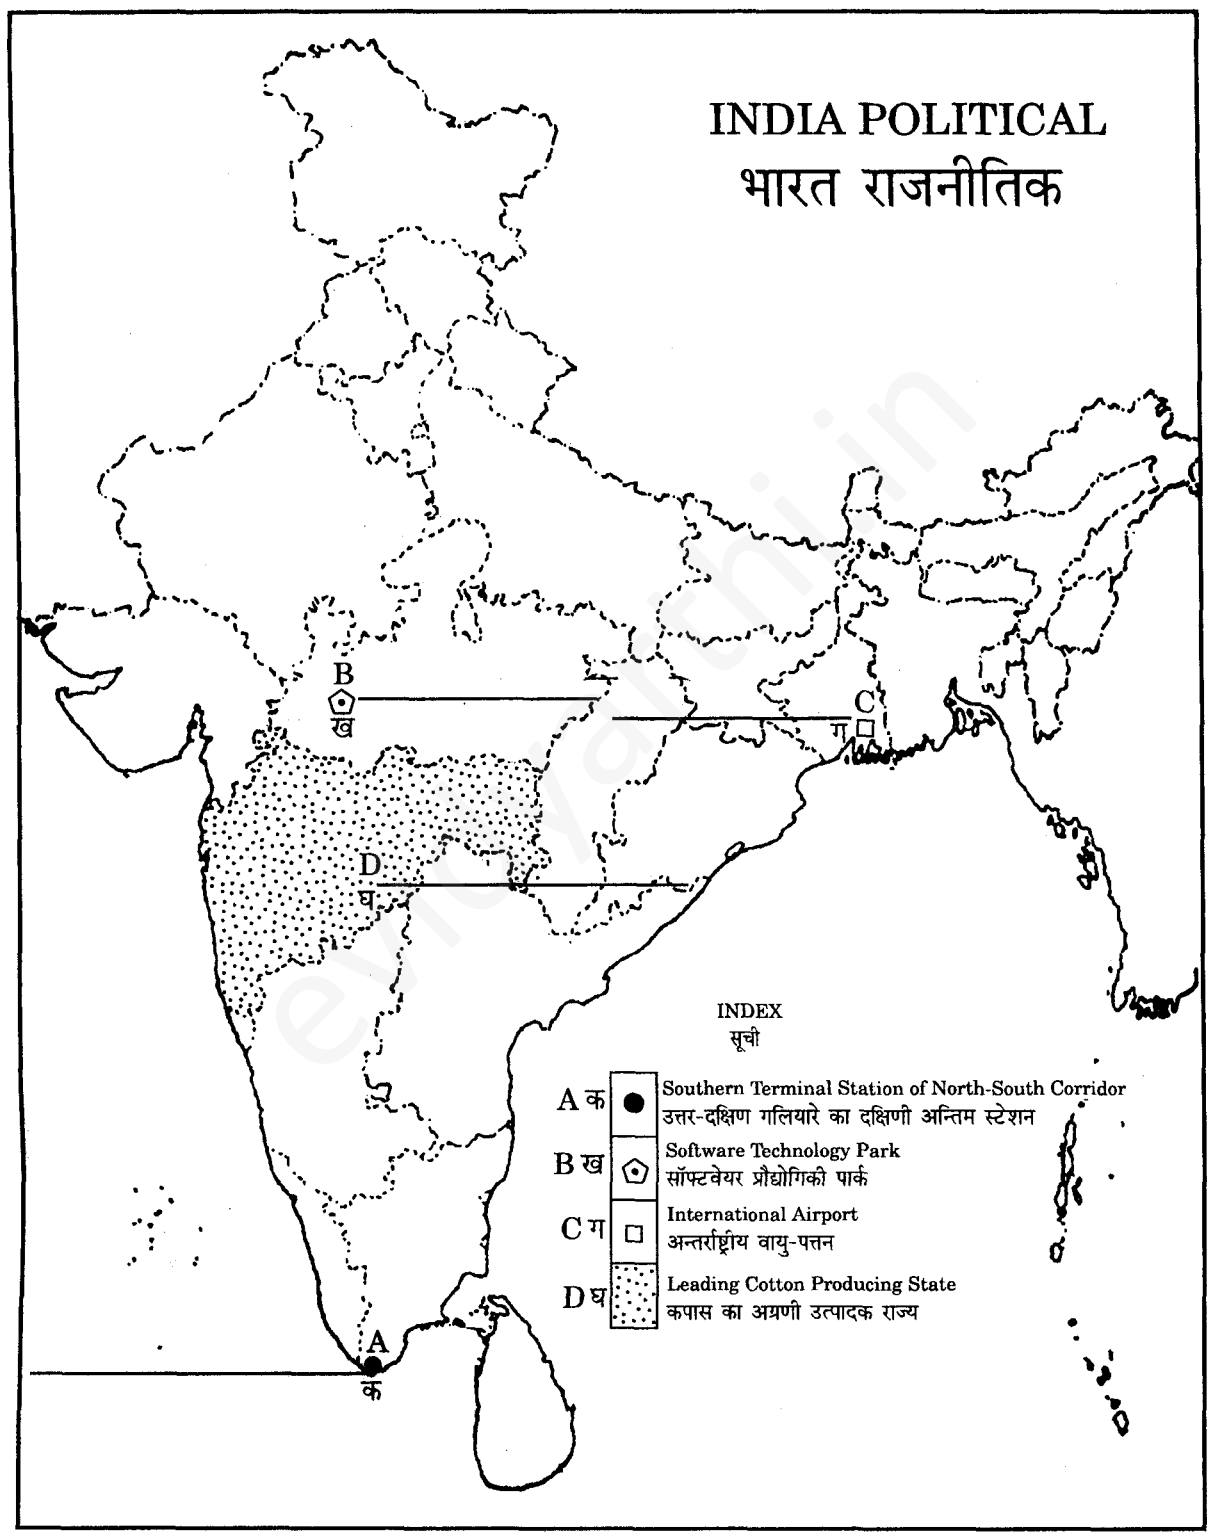 INDIA POLITICAL
भारत राजनीतिक
B
ख
C
ग
D
घ
A
क
evidyarthi.in
INDEX
सूची
A क
Southern Terminal Station of North-South Corridor
उत्तर-दक्षिण गलियारे का दक्षिणी अन्तिम स्टेशन
B ख
Software Technology Park
सॉफ्टवेयर प्रौद्योगिकी पार्क
C ग
International Airport
अन्तर्राष्ट्रीय वायु-पत्तन
D घ
Leading Cotton Producing State
कपास का अग्रणी उत्पादक राज्य